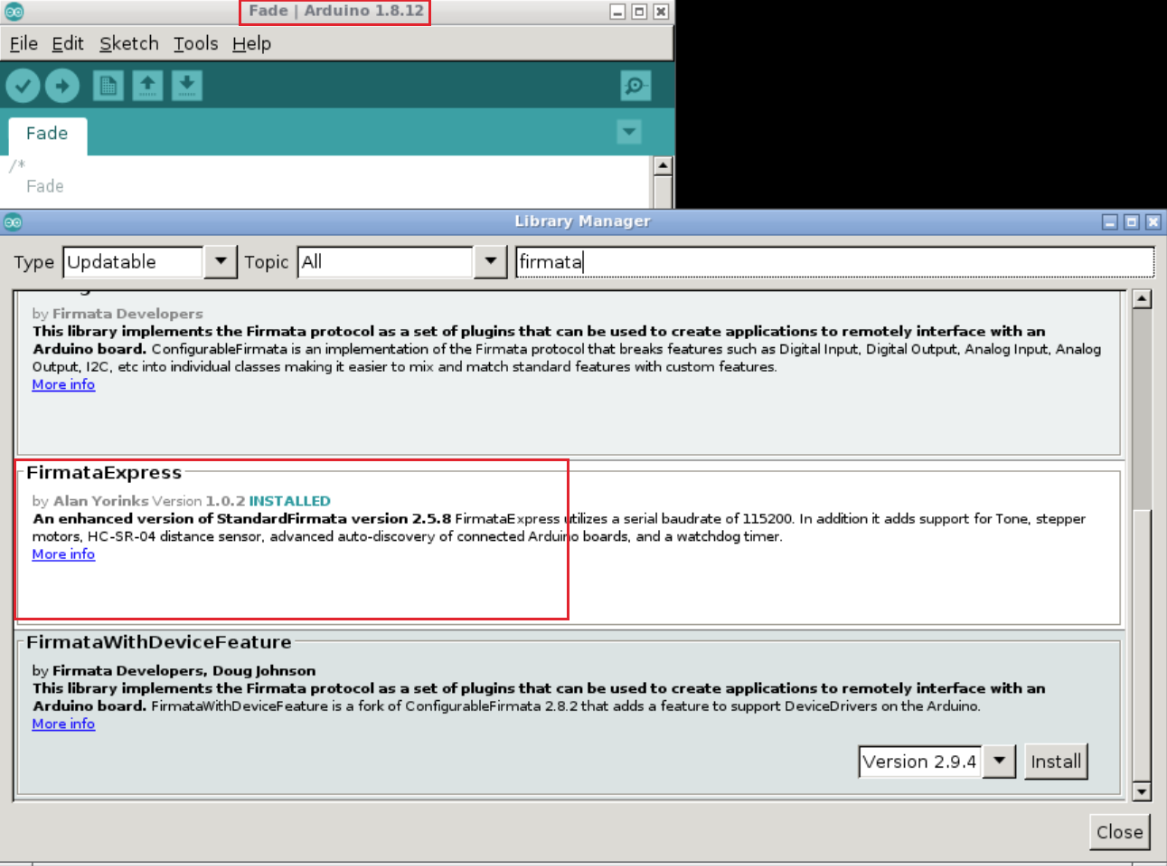 Fade | Arduino 1.8.12
File Edit Sketch Tools Help
Fade
/*
Fade
Library Manager
Type Updatable Topic All firmata
by Firmata Developers
This library implements the Firmata protocol as a set of plugins that can be used to create applications to remotely interface with an
Arduino board. ConfigurableFirmata is an implementation of the Firmata protocol that breaks features such as Digital Input, Digital Output, Analog Input, Analog
Output, I2C, etc into individual classes making it easier to mix and match standard features with custom features.
More info
FirmataExpress
by Alan Yorinks Version 1.0.2 INSTALLED
An enhanced version of StandardFirmata version 2.5.8 FirmataExpress utilizes a serial baudrate of 115200. In addition it adds support for Tone, stepper
motors, HC-SR-04 distance sensor, advanced auto-discovery of connected Arduino boards, and a watchdog timer.
More info
FirmataWithDeviceFeature
by Firmata Developers, Doug Johnson
This library implements the Firmata protocol as a set of plugins that can be used to create applications to remotely interface with an
Arduino board. FirmataWithDeviceFeature is a fork of ConfigurableFirmata 2.8.2 that adds a feature to support DeviceDrivers on the Arduino.
More info
Version 2.9.4 Install
Close